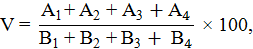 V = (A₁ + A₂ + A₃ + A₄) / (B₁ + B₂ + B₃ + B₄) × 100,